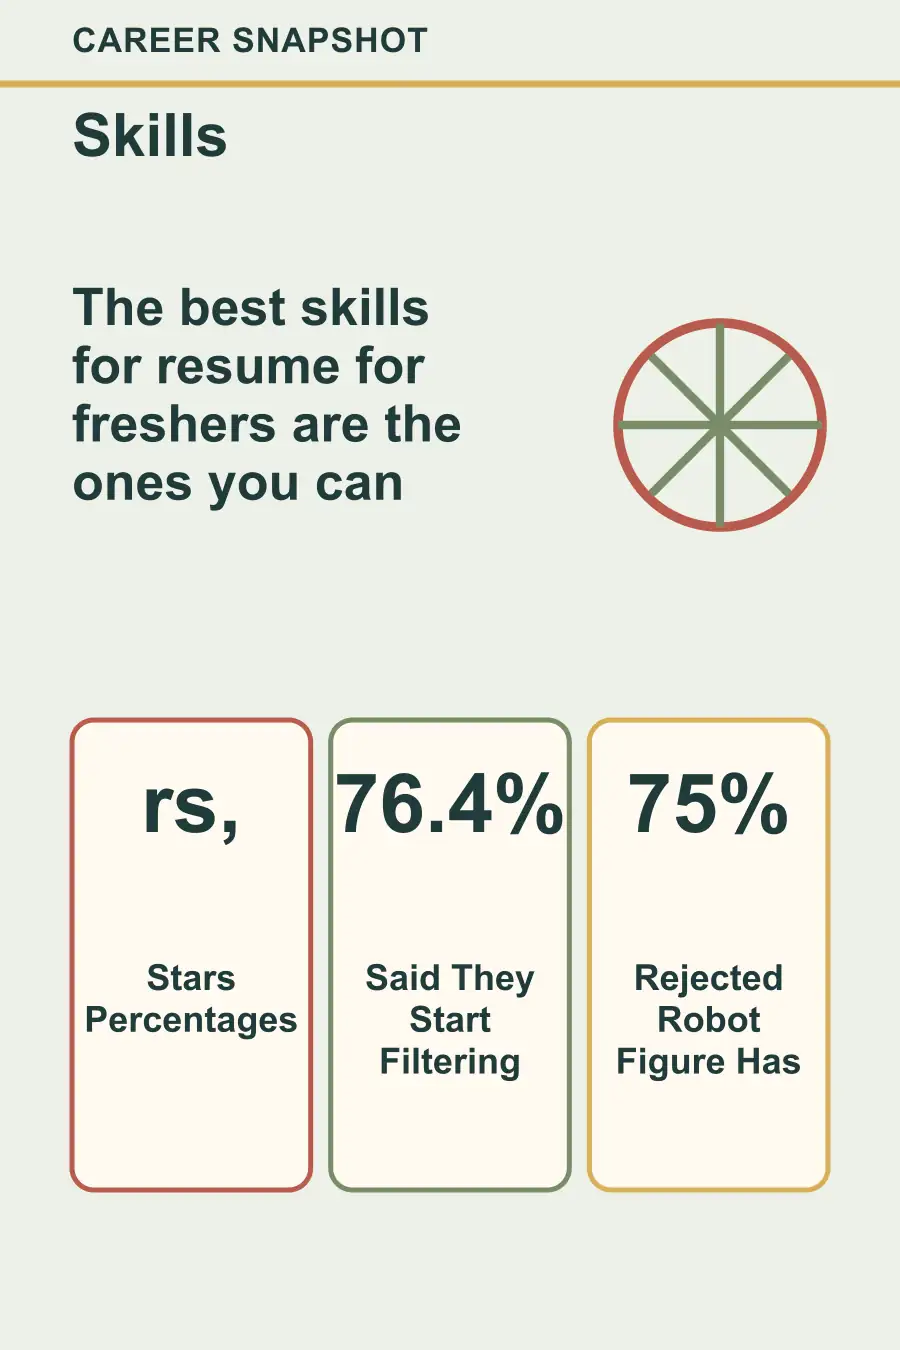 CAREER SNAPSHOT
Skills
The best skills
for resume for
freshers are the
ones you can
rs,
Stars
Percentages
76.4%
Said They
Start
Filtering
75%
Rejected
Robot
Figure Has